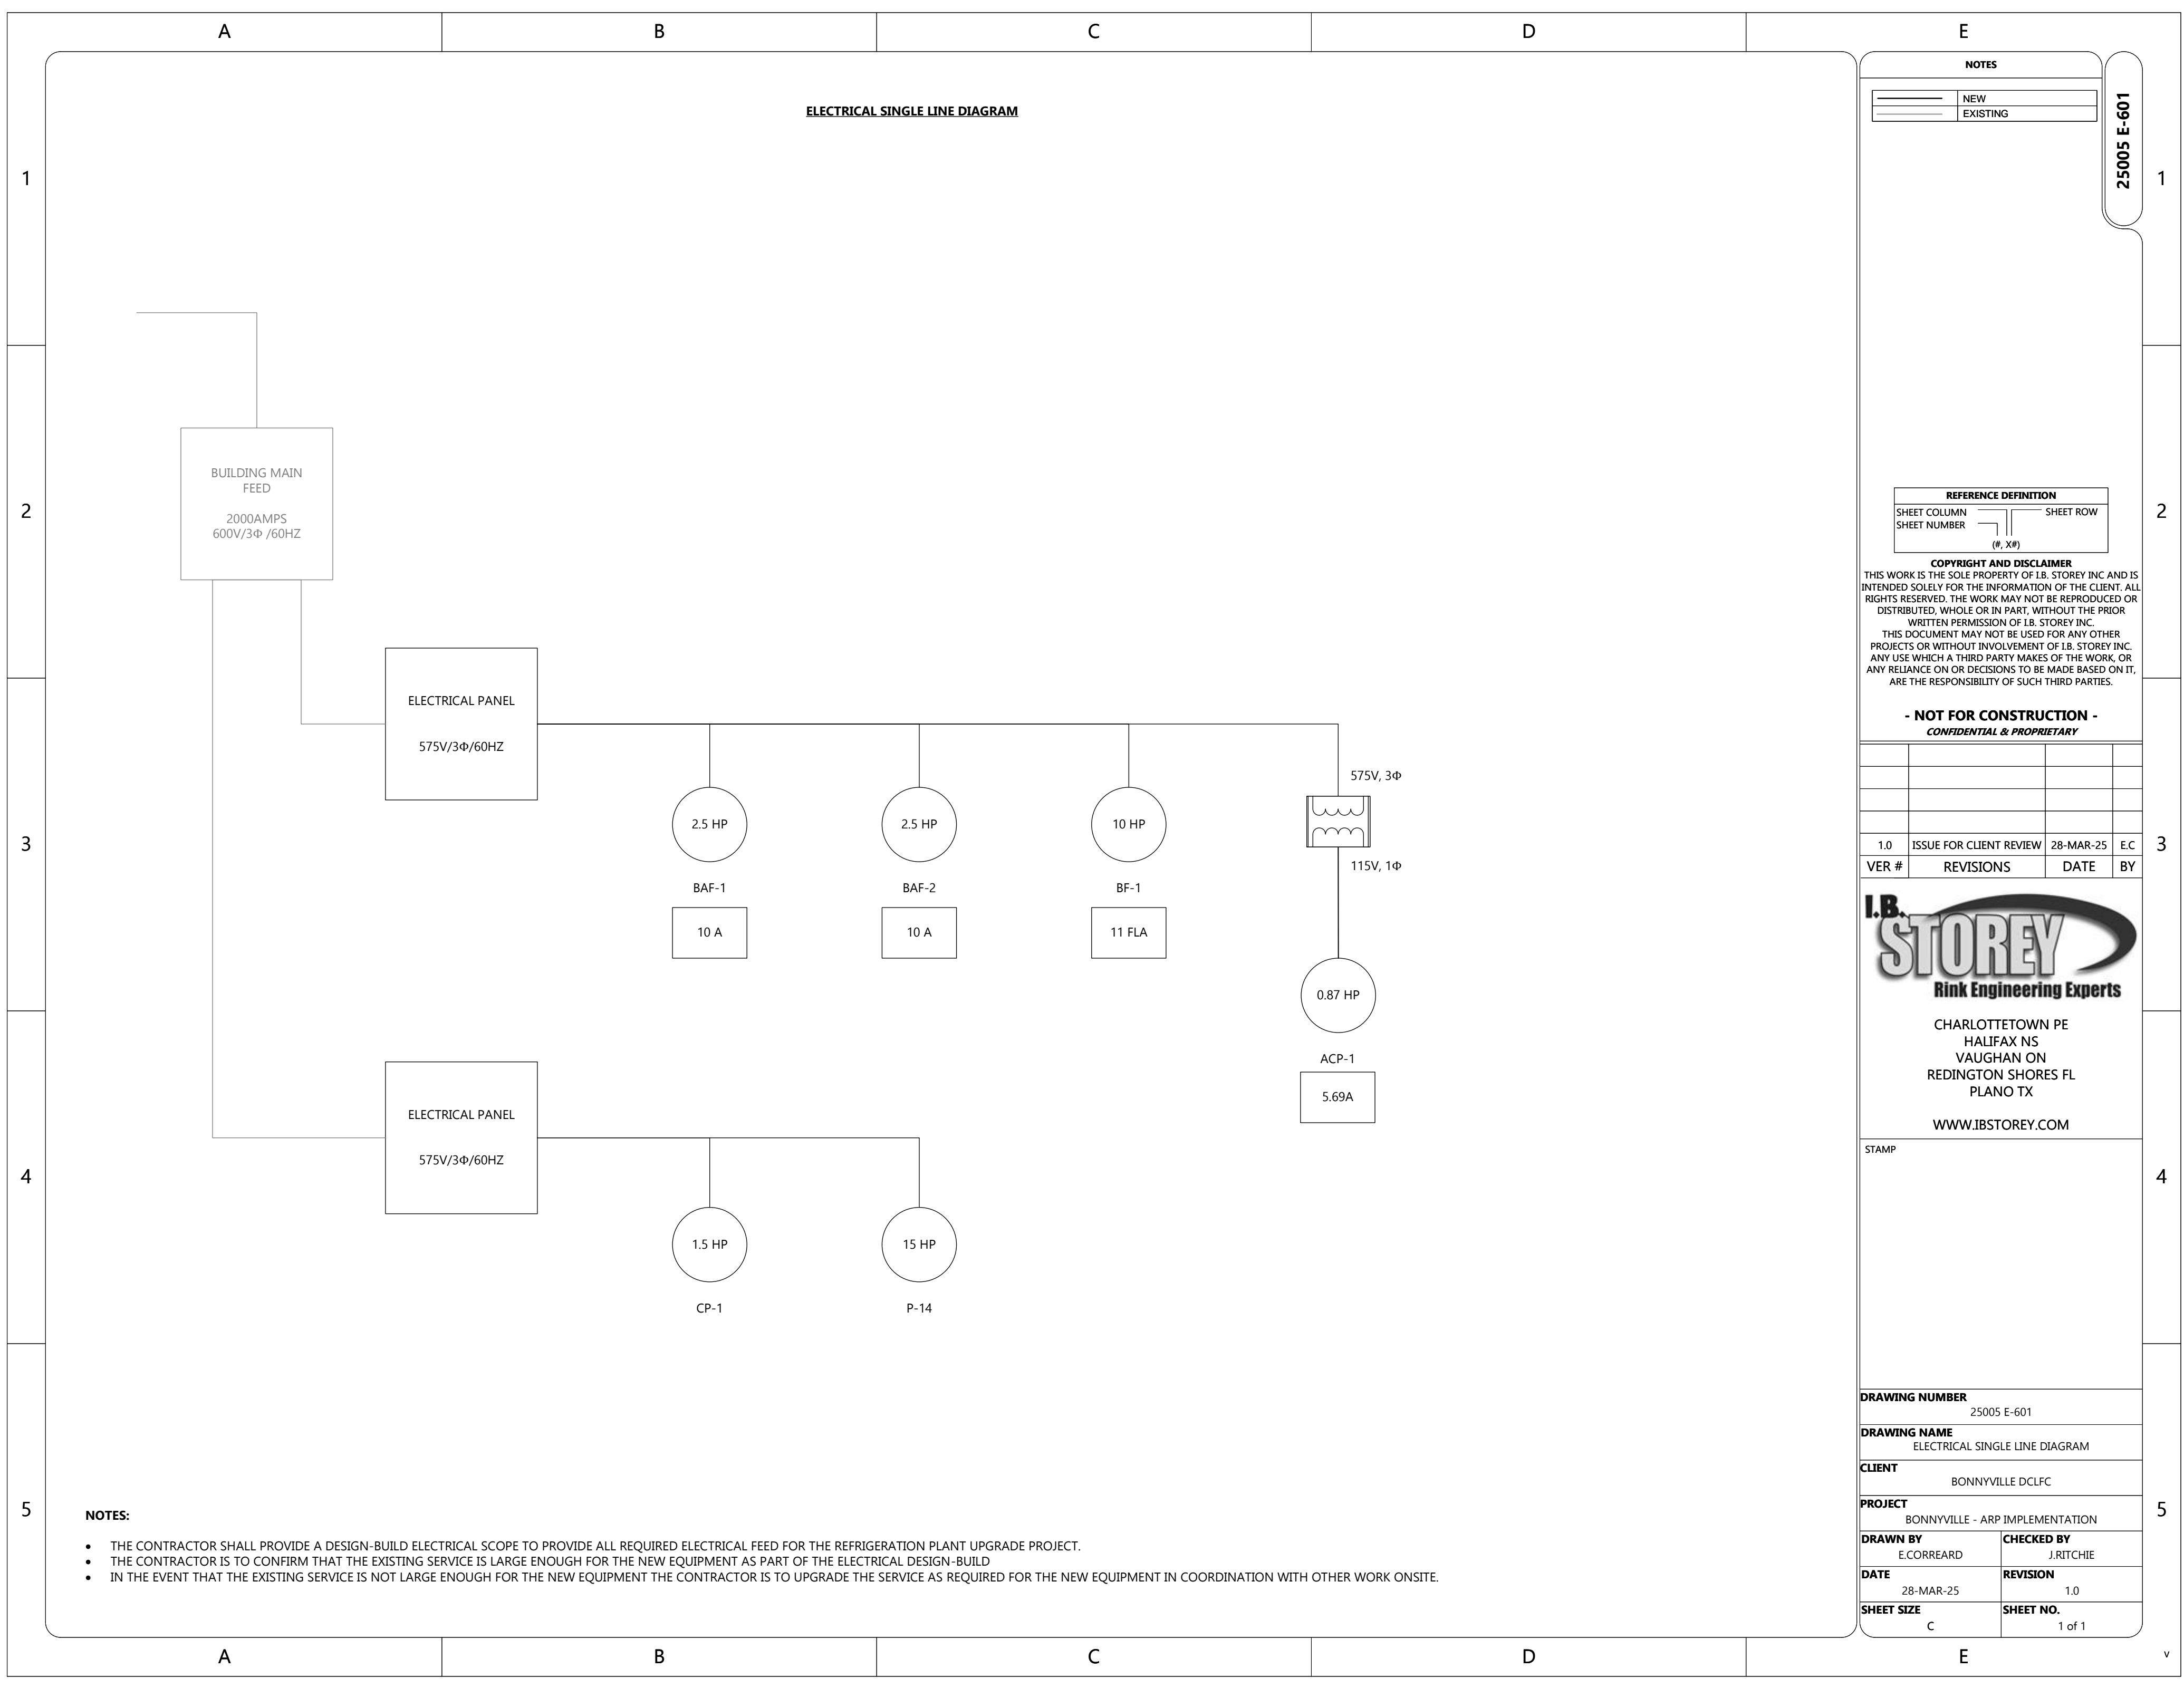 A B C D E
1
2
3
4
5
ELECTRICAL SINGLE LINE DIAGRAM
BUILDING MAIN
FEED
2000AMPS
600V/3Φ /60HZ
ELECTRICAL PANEL
575V/3Φ/60HZ
2.5 HP
BAF-1
10 A
2.5 HP
BAF-2
10 A
10 HP
BF-1
11 FLA
575V, 3Φ
115V, 1Φ
0.87 HP
ACP-1
5.69A
ELECTRICAL PANEL
575V/3Φ/60HZ
1.5 HP
CP-1
15 HP
P-14
NOTES:
• THE CONTRACTOR SHALL PROVIDE A DESIGN-BUILD ELECTRICAL SCOPE TO PROVIDE ALL REQUIRED ELECTRICAL FEED FOR THE REFRIGERATION PLANT UPGRADE PROJECT.
• THE CONTRACTOR IS TO CONFIRM THAT THE EXISTING SERVICE IS LARGE ENOUGH FOR THE NEW EQUIPMENT AS PART OF THE ELECTRICAL DESIGN-BUILD
• IN THE EVENT THAT THE EXISTING SERVICE IS NOT LARGE ENOUGH FOR THE NEW EQUIPMENT THE CONTRACTOR IS TO UPGRADE THE SERVICE AS REQUIRED FOR THE NEW EQUIPMENT IN COORDINATION WITH OTHER WORK ONSITE.
NOTES
NEW
EXISTING
25005 E-601
REFERENCE DEFINITION
SHEET COLUMN SHEET ROW
SHEET NUMBER
(#, X#)
COPYRIGHT AND DISCLAIMER
THIS WORK IS THE SOLE PROPERTY OF I.B. STOREY INC AND IS
INTENDED SOLELY FOR THE INFORMATION OF THE CLIENT. ALL
RIGHTS RESERVED. THE WORK MAY NOT BE REPRODUCED OR
DISTRIBUTED, WHOLE OR IN PART, WITHOUT THE PRIOR
WRITTEN PERMISSION OF I.B. STOREY INC.
THIS DOCUMENT MAY NOT BE USED FOR ANY OTHER
PROJECTS OR WITHOUT INVOLVEMENT OF I.B. STOREY INC.
ANY USE WHICH A THIRD PARTY MAKES OF THE WORK, OR
ANY RELIANCE ON OR DECISIONS TO BE MADE BASED ON IT,
ARE THE RESPONSIBILITY OF SUCH THIRD PARTIES.
- NOT FOR CONSTRUCTION -
CONFIDENTIAL & PROPRIETARY
1.0 ISSUE FOR CLIENT REVIEW 28-MAR-25 E.C
VER # REVISIONS DATE BY
I.B.
STOREY
Rink Engineering Experts
CHARLOTTETOWN PE
HALIFAX NS
VAUGHAN ON
REDINGTON SHORES FL
PLANO TX
WWW.IBSTOREY.COM
STAMP
DRAWING NUMBER
25005 E-601
DRAWING NAME
ELECTRICAL SINGLE LINE DIAGRAM
CLIENT
BONNYVILLE DCLFC
PROJECT
BONNYVILLE - ARP IMPLEMENTATION
DRAWN BY CHECKED BY
E.CORREARD J.RITCHIE
DATE REVISION
28-MAR-25 1.0
SHEET SIZE SHEET NO.
C 1 of 1
1
2
3
4
5
A B C D E
v